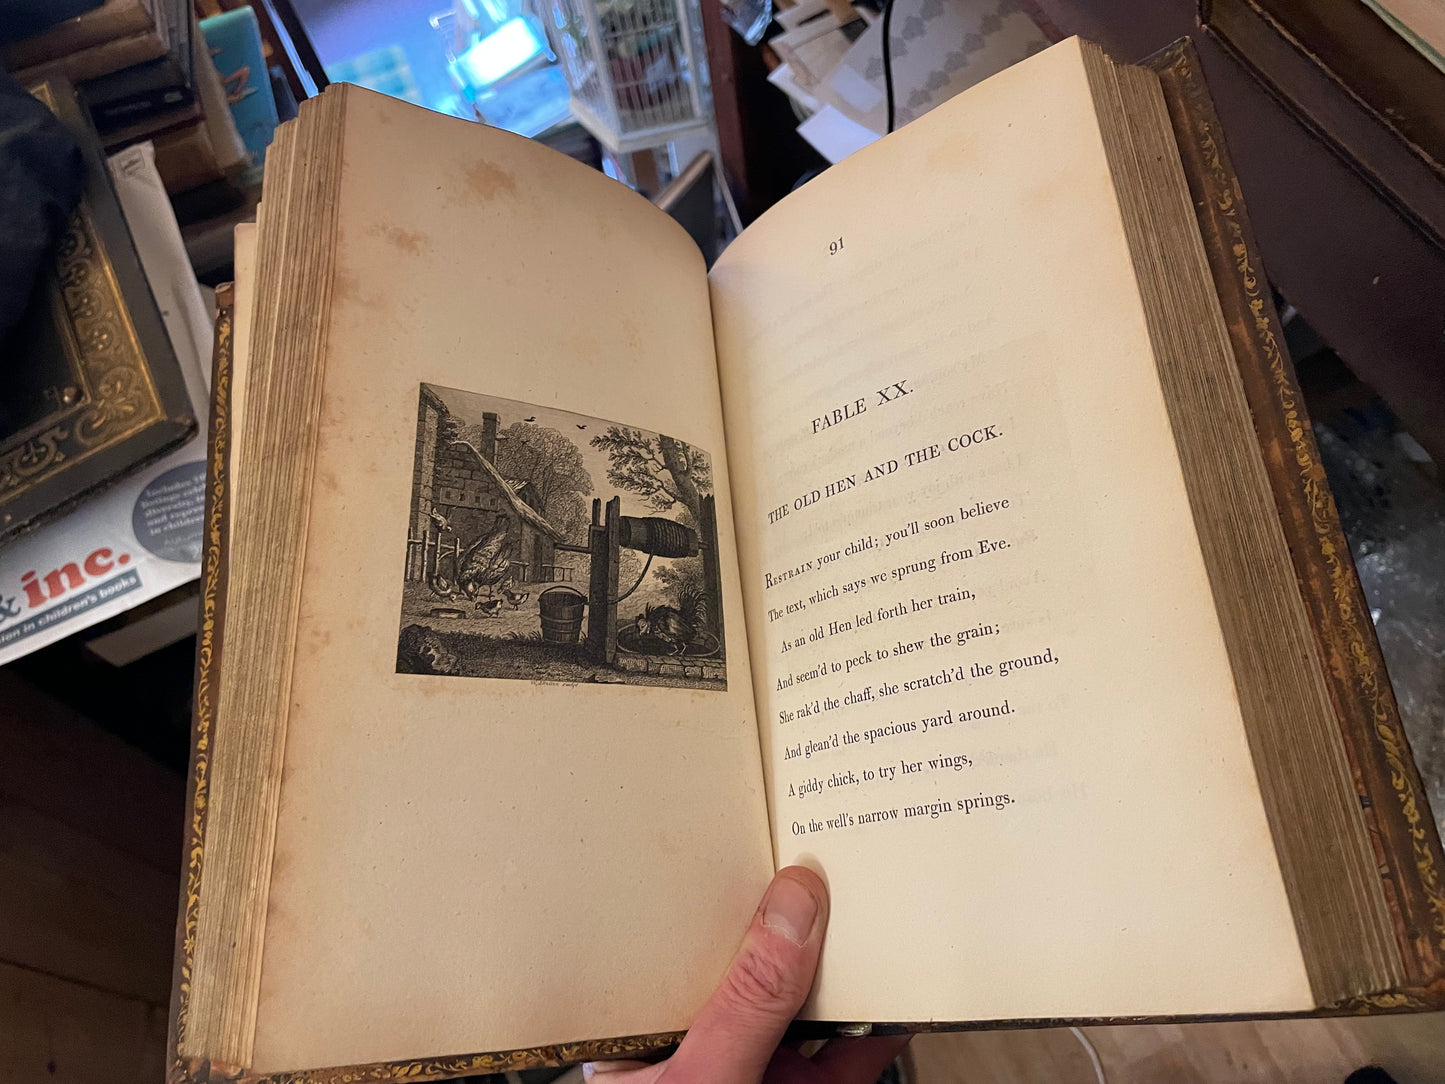 91
FABLE XX.
THE OLD HEN AND THE COCK.
RESTRAIN your child; you'll soon believe
The text, which says we sprung from Eve.
As an old Hen led forth her train,
And seem'd to peck to shew the grain;
She rak'd the chaff, she scratch'd the ground,
And glean'd the spacious yard around.
A giddy chick, to try her wings,
On the well's narrow margin springs.
& inc.
in children's books